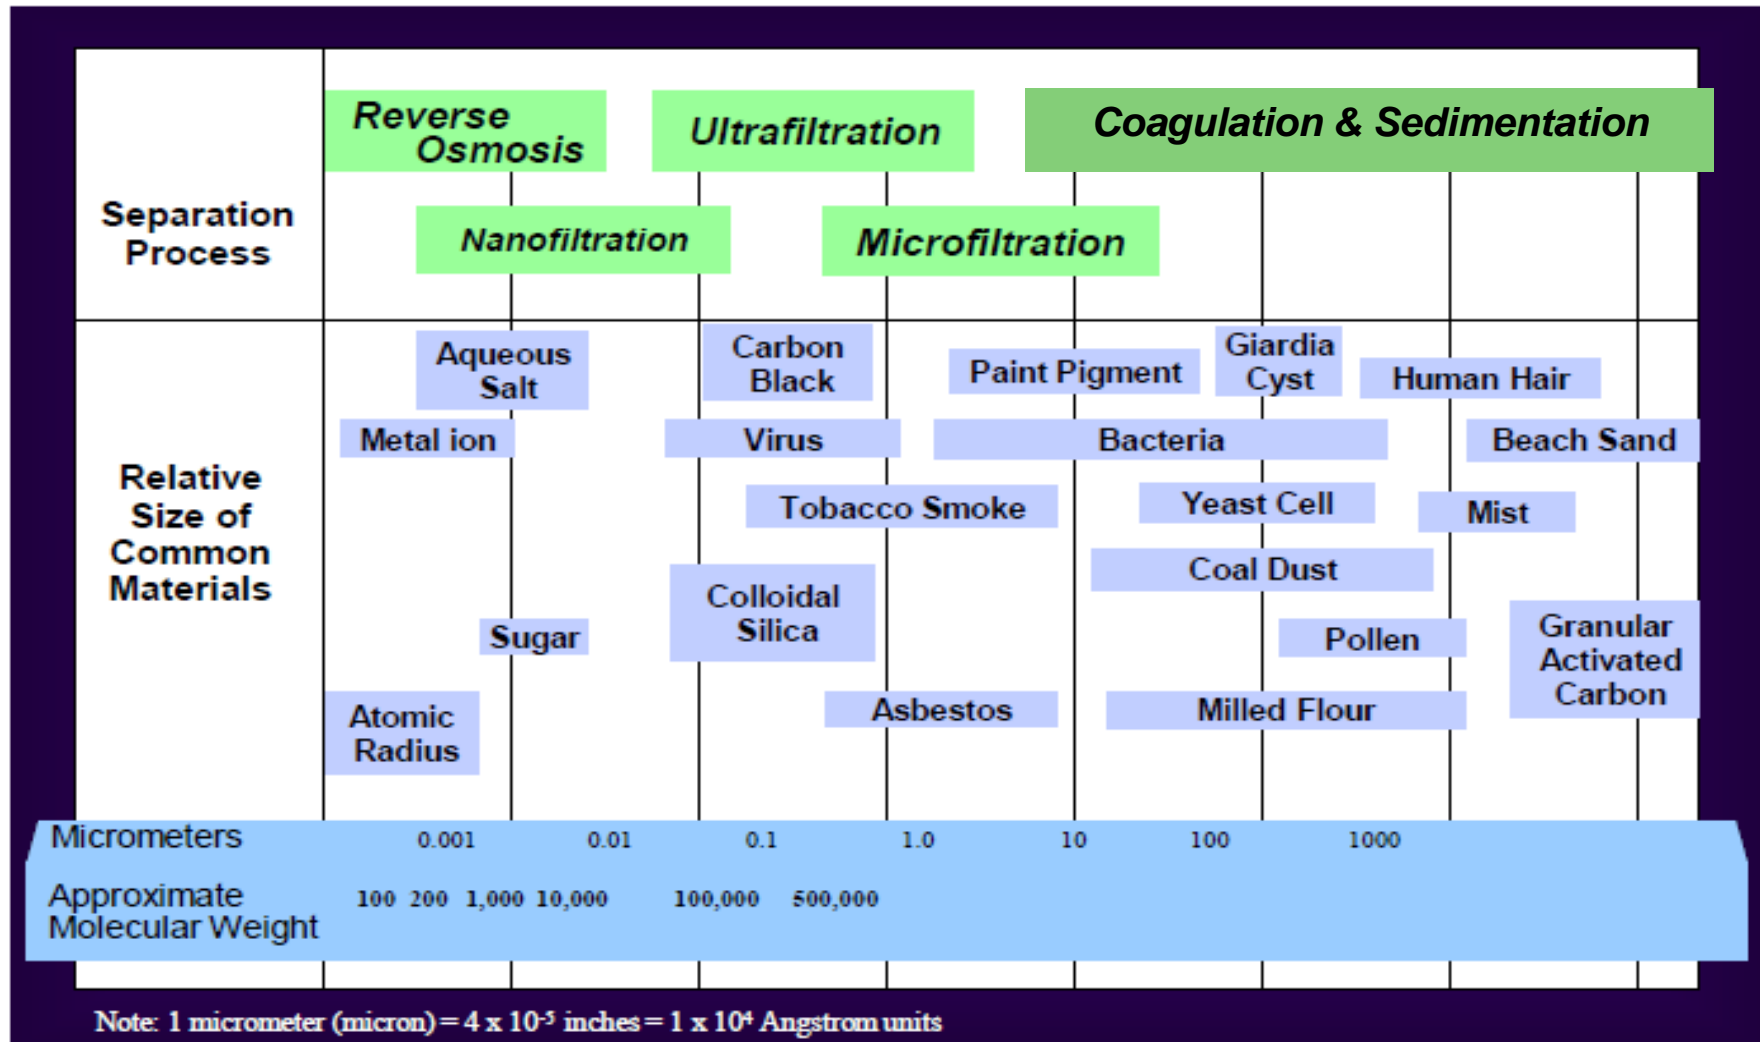 Reverse
Osmosis
Ultrafiltration
Coagulation & Sedimentation
Separation
Process
Nanofiltration
Microfiltration
Relative
Size of
Common
Materials
Aqueous
Salt
Carbon
Black
Paint Pigment
Giardia
Cyst
Human Hair
Metal ion
Virus
Bacteria
Beach Sand
Tobacco Smoke
Yeast Cell
Mist
Coal Dust
Colloidal
Silica
Sugar
Pollen
Granular
Activated
Carbon
Atomic
Radius
Asbestos
Milled Flour
Micrometers 0.001 0.01 0.1 1.0 10 100 1000
Approximate
Molecular Weight
100 200 1,000 10,000 100,000 500,000
Note: 1 micrometer (micron) = 4 x 10⁻⁵ inches = 1 x 10⁴ Angstrom units